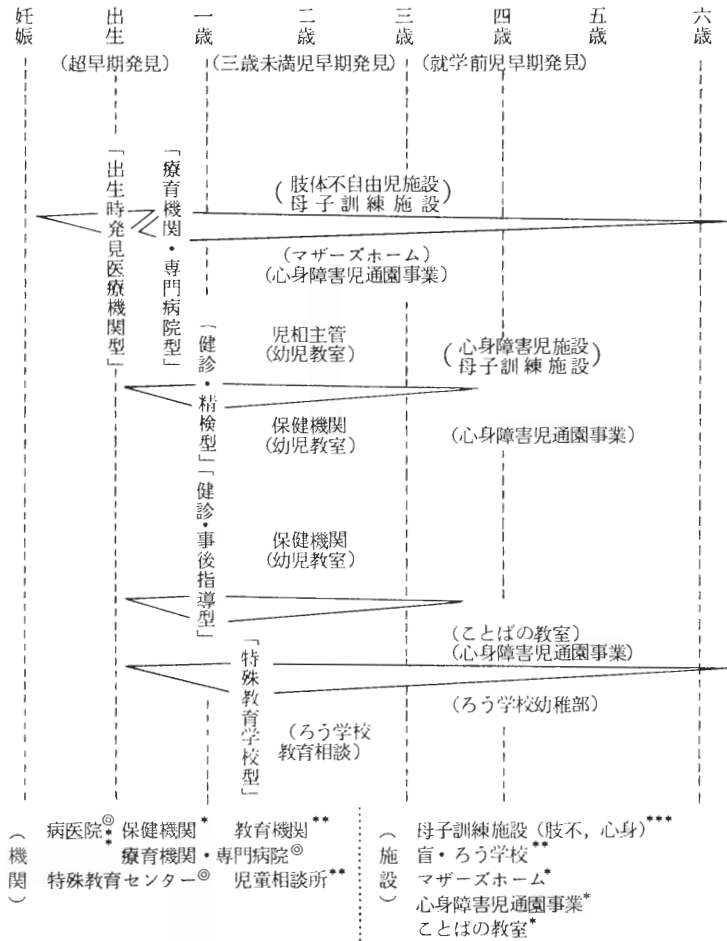 妊娠
出生
一歳
二歳
三歳
四歳
五歳
六歳
(超早期発見)
(三歳未満児早期発見)
(就学前児早期発見)
「出生時発見医療機関型」
「療育機関・専門病院型」
(肢体不自由児施設
母子訓練施設)
(マザーズホーム)
(心身障害児通園事業)
「健診・精検型」
児相主管
(幼児教室)
(心身障害児施設
母子訓練施設)
保健機関
(幼児教室)
(心身障害児通園事業)
「健診・事後指導型」
保健機関
(幼児教室)
(ことばの教室)
(心身障害児通園事業)
「特殊教育学校型」
(ろう学校幼稚部)
(ろう学校
教育相談)
(機関)
病医院◎** 保健機関* 教育機関**
療育機関・専門病院◎
特殊教育センター◎ 児童相談所**
(施設)
母子訓練施設(肢不,心身)***
盲・ろう学校**
マザーズホーム*
心身障害児通園事業*
ことばの教室*